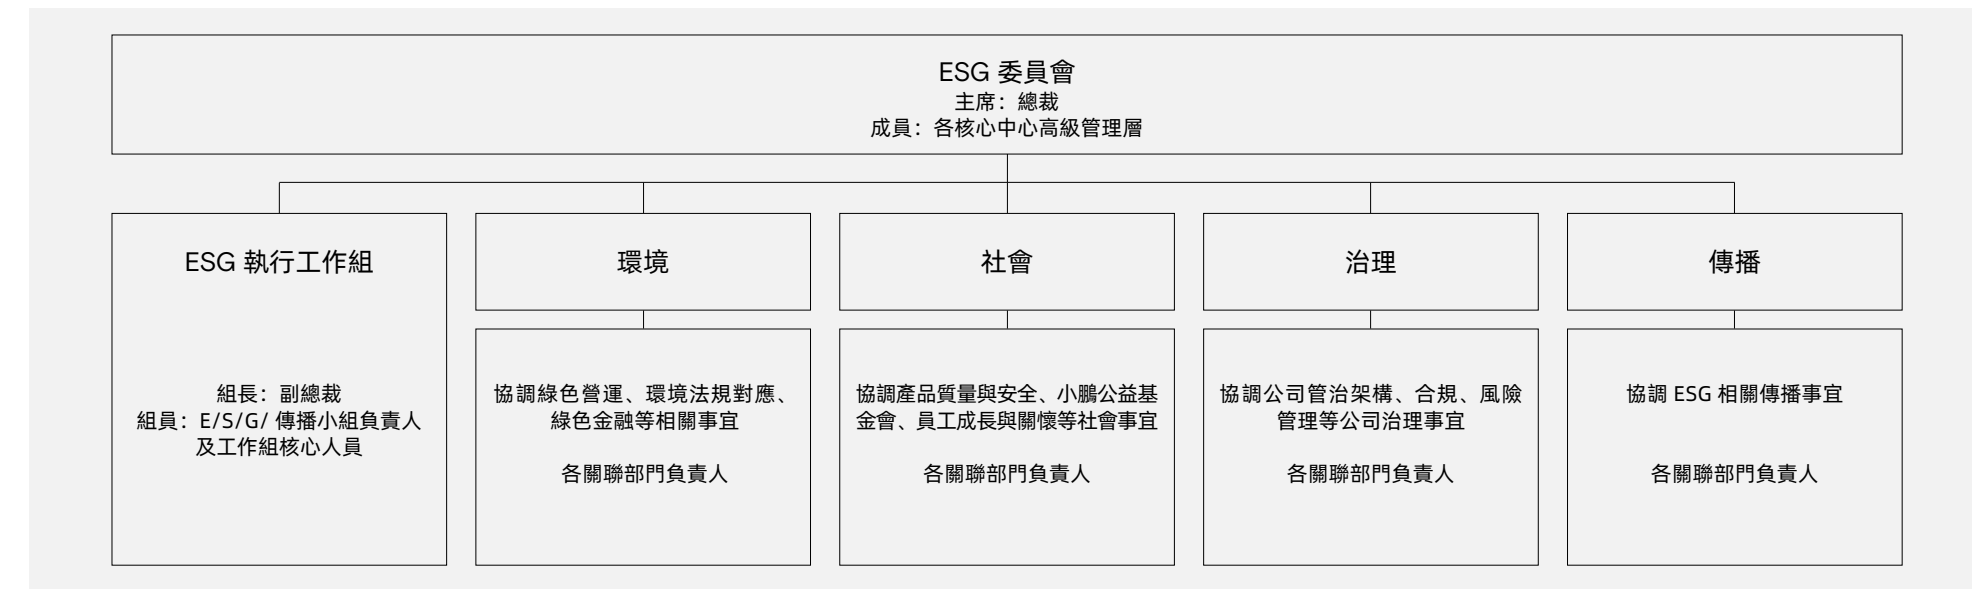 ESG 委員會
主席：總裁
成員：各核心中心高級管理層
ESG 執行工作組
組長：副總裁
組員：E/S/G/ 傳播小組負責人
及工作組核心人員
環境
協調綠色營運、環境法規對應、
綠色金融等相關事宜
各關聯部門負責人
社會
協調產品質量與安全、小鵬公益基
金會、員工成長與關懷等社會事宜
各關聯部門負責人
治理
協調公司管治架構、合規、風險
管理等公司治理事宜
各關聯部門負責人
傳播
協調 ESG 相關傳播事宜
各關聯部門負責人